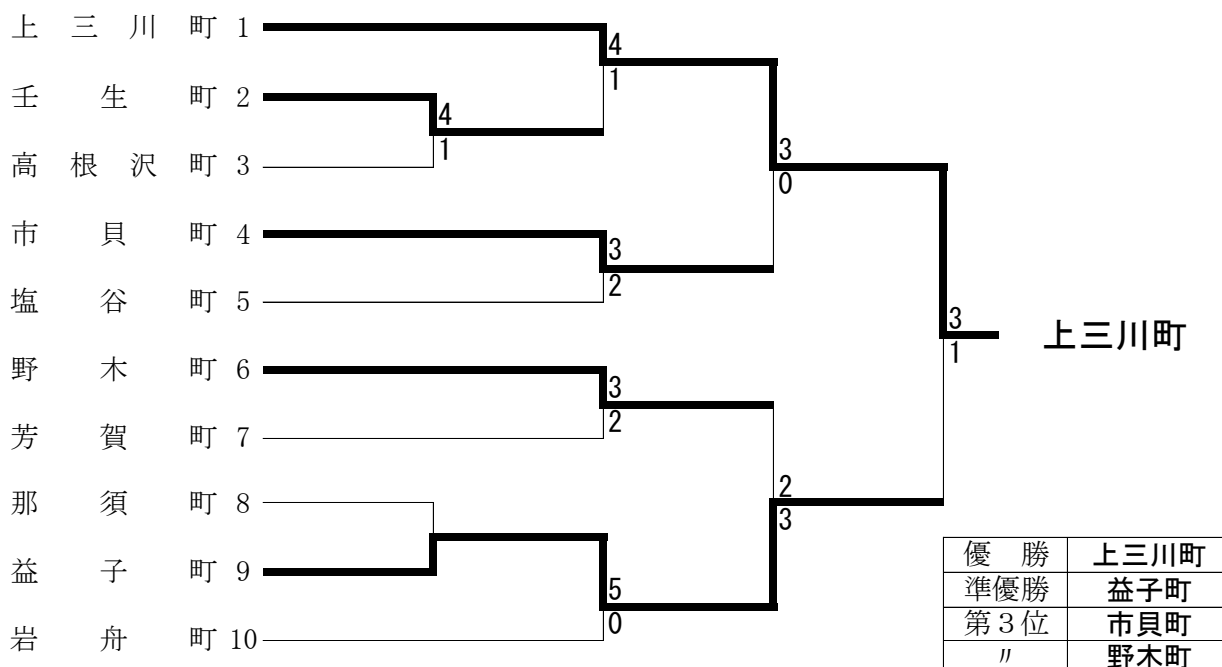 上三川町 1
4
1
壬生町 2
4
1
高根沢町 3
3
0
市貝町 4
3
2
塩谷町 5
3
1
上三川町
野木町 6
3
2
芳賀町 7
那須町 8
2
3
益子町 9
5
0
岩舟町 10
優勝 上三川町
準優勝 益子町
第３位 市貝町
〃 野木町